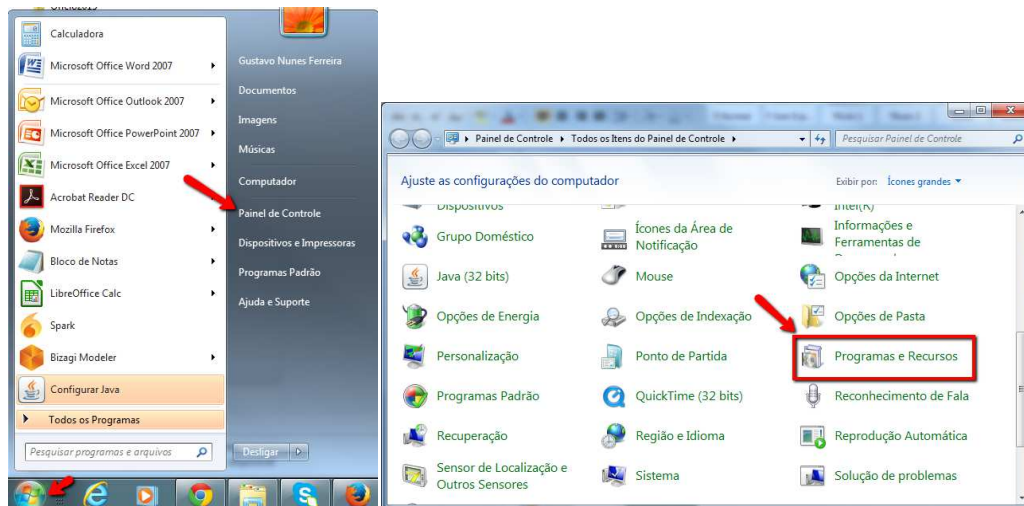 Calculadora
Microsoft Office Word 2007
Microsoft Office Outlook 2007
Microsoft Office PowerPoint 2007
Microsoft Office Excel 2007
Acrobat Reader DC
Mozilla Firefox
Bloco de Notas
LibreOffice Calc
Spark
Bizagi Modeler
Configurar Java
Todos os Programas
Pesquisar programas e arquivos
Gustavo Nunes Ferreira
Documentos
Imagens
Músicas
Computador
Painel de Controle
Dispositivos e Impressoras
Programas Padrão
Ajuda e Suporte
Desligar
Painel de Controle Todos os Itens do Painel de Controle
Pesquisar Painel de Controle
Ajuste as configurações do computador
Exibir por: Ícones grandes
Dispositivos
Intel(R)
Grupo Doméstico
Ícones da Área de
Notificação
Informações e
Ferramentas de
Java (32 bits)
Mouse
Opções da Internet
Opções de Energia
Opções de Indexação
Opções de Pasta
Personalização
Ponto de Partida
Programas e Recursos
Programas Padrão
QuickTime (32 bits)
Reconhecimento de Fala
Recuperação
Região e Idioma
Reprodução Automática
Sensor de Localização e
Outros Sensores
Sistema
Solução de problemas